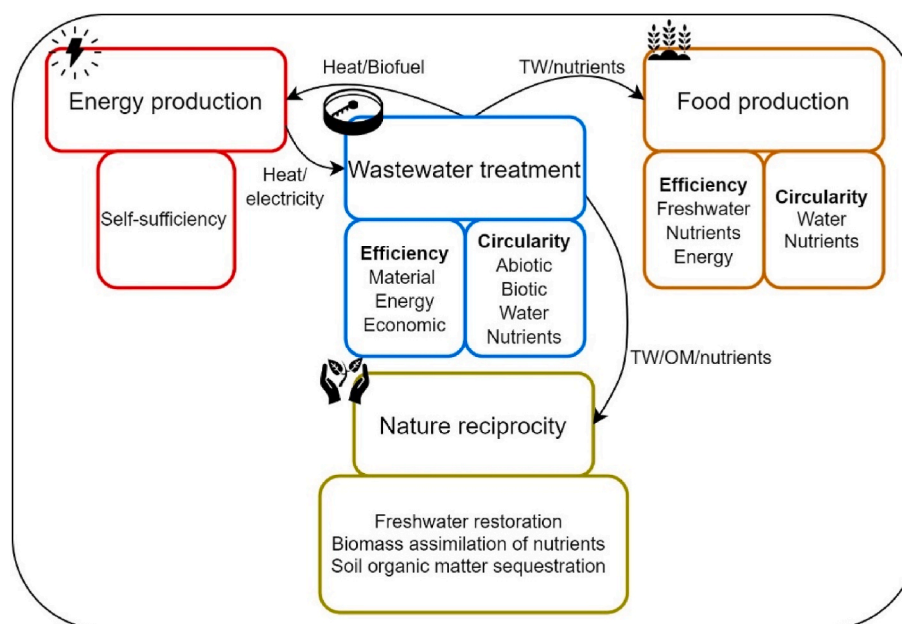 Energy production
Self-sufficiency
Heat/Biofuel
Heat/
electricity
TW/nutrients
Wastewater treatment
Efficiency
Material
Energy
Economic
Circularity
Abiotic
Biotic
Water
Nutrients
Food production
Efficiency
Freshwater
Nutrients
Energy
Circularity
Water
Nutrients
TW/OM/nutrients
Nature reciprocity
Freshwater restoration
Biomass assimilation of nutrients
Soil organic matter sequestration